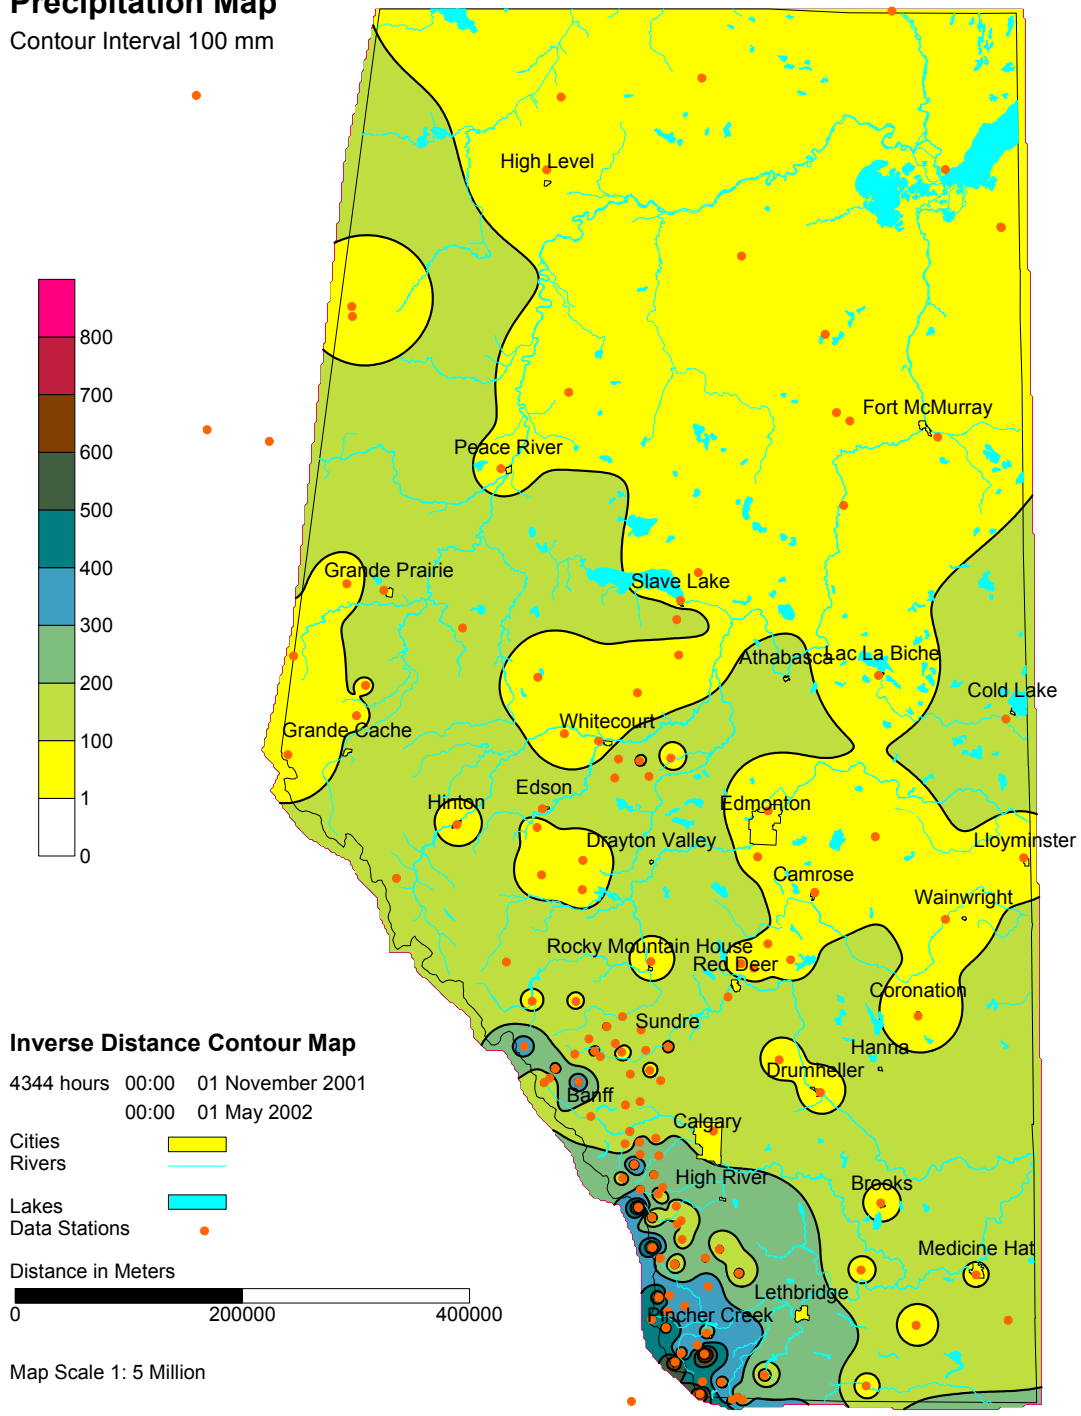 Precipitation Map
Contour Interval 100 mm
High Level
800
700
600
500
400
300
200
100
1
0
Fort McMurray
Peace River
Grande Prairie
Slave Lake
Athabasca
Lac La Biche
Cold Lake
Grande Cache
Whitecourt
Edson
Hinton
Edmonton
Drayton Valley
Lloyminster
Camrose
Wainwright
Rocky Mountain House
Red Deer
Coronation
Sundre
Hanna
Drumheller
Banff
Calgary
High River
Brooks
Medicine Hat
Lethbridge
Pincher Creek
Inverse Distance Contour Map
4344 hours 00:00 01 November 2001
00:00 01 May 2002
Cities
Rivers
Lakes
Data Stations
Distance in Meters
0 200000 400000
Map Scale 1: 5 Million